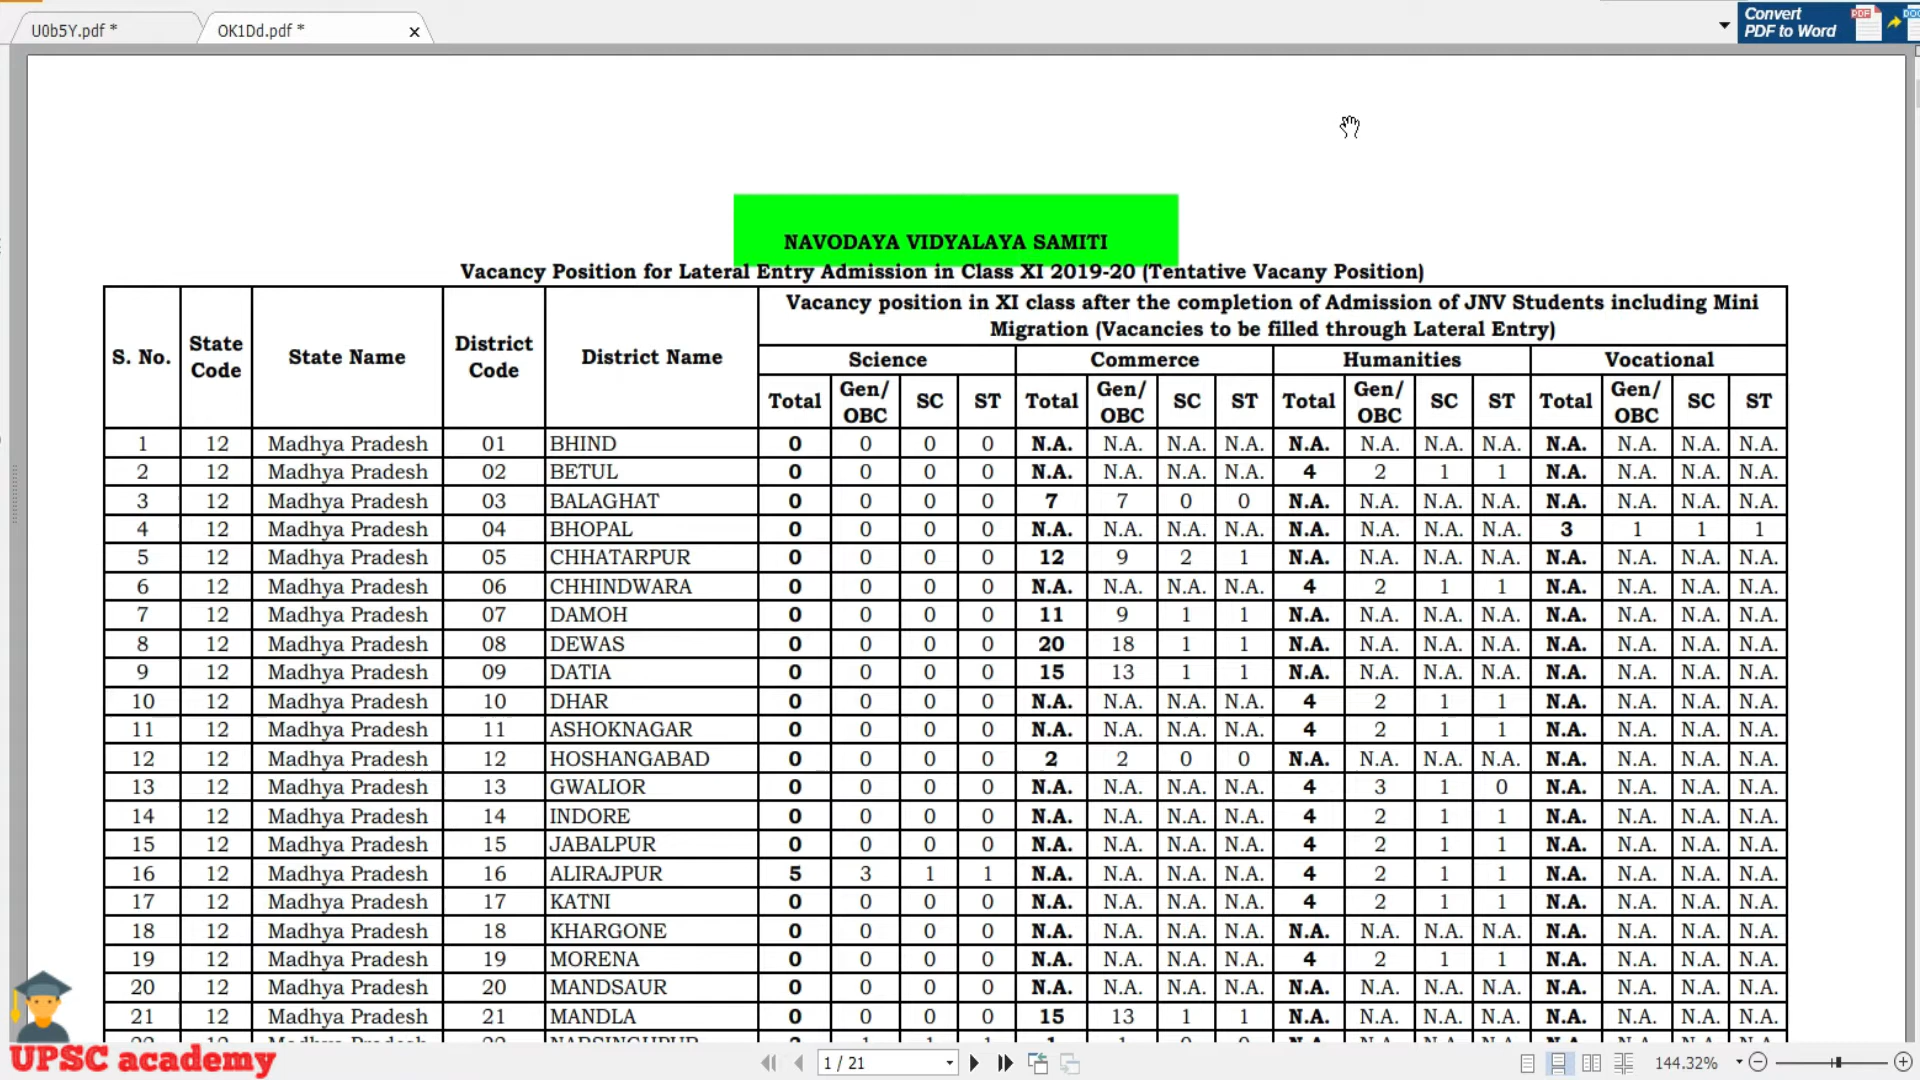 U0b5Y.pdf *
OK1Dd.pdf *
Convert
PDF to Word
PDF
NAVODAYA VIDYALAYA SAMITI
Vacancy Position for Lateral Entry Admission in Class XI 2019-20 (Tentative Vacany Position)
S. No. State Code State Name District Code District Name Vacancy position in XI class after the completion of Admission of JNV Students including Mini Migration (Vacancies to be filled through Lateral Entry)
Science Commerce Humanities Vocational
Total Gen/OBC SC ST Total Gen/OBC SC ST Total Gen/OBC SC ST Total Gen/OBC SC ST
1 12 Madhya Pradesh 01 BHIND 0 0 0 0 N.A. N.A. N.A. N.A. N.A. N.A. N.A. N.A. N.A. N.A. N.A. N.A.
2 12 Madhya Pradesh 02 BETUL 0 0 0 0 N.A. N.A. N.A. N.A. 4 2 1 1 N.A. N.A. N.A. N.A.
3 12 Madhya Pradesh 03 BALAGHAT 0 0 0 0 7 7 0 0 N.A. N.A. N.A. N.A. N.A. N.A. N.A. N.A.
4 12 Madhya Pradesh 04 BHOPAL 0 0 0 0 N.A. N.A. N.A. N.A. N.A. N.A. N.A. N.A. 3 1 1 1
5 12 Madhya Pradesh 05 CHHATARPUR 0 0 0 0 12 9 2 1 N.A. N.A. N.A. N.A. N.A. N.A. N.A. N.A.
6 12 Madhya Pradesh 06 CHHINDWARA 0 0 0 0 N.A. N.A. N.A. N.A. 4 2 1 1 N.A. N.A. N.A. N.A.
7 12 Madhya Pradesh 07 DAMOH 0 0 0 0 11 9 1 1 N.A. N.A. N.A. N.A. N.A. N.A. N.A. N.A.
8 12 Madhya Pradesh 08 DEWAS 0 0 0 0 20 18 1 1 N.A. N.A. N.A. N.A. N.A. N.A. N.A. N.A.
9 12 Madhya Pradesh 09 DATIA 0 0 0 0 15 13 1 1 N.A. N.A. N.A. N.A. N.A. N.A. N.A. N.A.
10 12 Madhya Pradesh 10 DHAR 0 0 0 0 N.A. N.A. N.A. N.A. 4 2 1 1 N.A. N.A. N.A. N.A.
11 12 Madhya Pradesh 11 ASHOKNAGAR 0 0 0 0 N.A. N.A. N.A. N.A. 4 2 1 1 N.A. N.A. N.A. N.A.
12 12 Madhya Pradesh 12 HOSHANGABAD 0 0 0 0 2 2 0 0 N.A. N.A. N.A. N.A. N.A. N.A. N.A. N.A.
13 12 Madhya Pradesh 13 GWALIOR 0 0 0 0 N.A. N.A. N.A. N.A. 4 3 1 0 N.A. N.A. N.A. N.A.
14 12 Madhya Pradesh 14 INDORE 0 0 0 0 N.A. N.A. N.A. N.A. 4 2 1 1 N.A. N.A. N.A. N.A.
15 12 Madhya Pradesh 15 JABALPUR 0 0 0 0 N.A. N.A. N.A. N.A. 4 2 1 1 N.A. N.A. N.A. N.A.
16 12 Madhya Pradesh 16 ALIRAJPUR 5 3 1 1 N.A. N.A. N.A. N.A. 4 2 1 1 N.A. N.A. N.A. N.A.
17 12 Madhya Pradesh 17 KATNI 0 0 0 0 N.A. N.A. N.A. N.A. 4 2 1 1 N.A. N.A. N.A. N.A.
18 12 Madhya Pradesh 18 KHARGONE 0 0 0 0 N.A. N.A. N.A. N.A. N.A. N.A. N.A. N.A. N.A. N.A. N.A. N.A.
19 12 Madhya Pradesh 19 MORENA 0 0 0 0 N.A. N.A. N.A. N.A. 4 2 1 1 N.A. N.A. N.A. N.A.
20 12 Madhya Pradesh 20 MANDSAUR 0 0 0 0 N.A. N.A. N.A. N.A. N.A. N.A. N.A. N.A. N.A. N.A. N.A. N.A.
21 12 Madhya Pradesh 21 MANDLA 0 0 0 0 15 13 1 1 N.A. N.A. N.A. N.A. N.A. N.A. N.A. N.A.
UPSC academy
1 / 21
144.32%